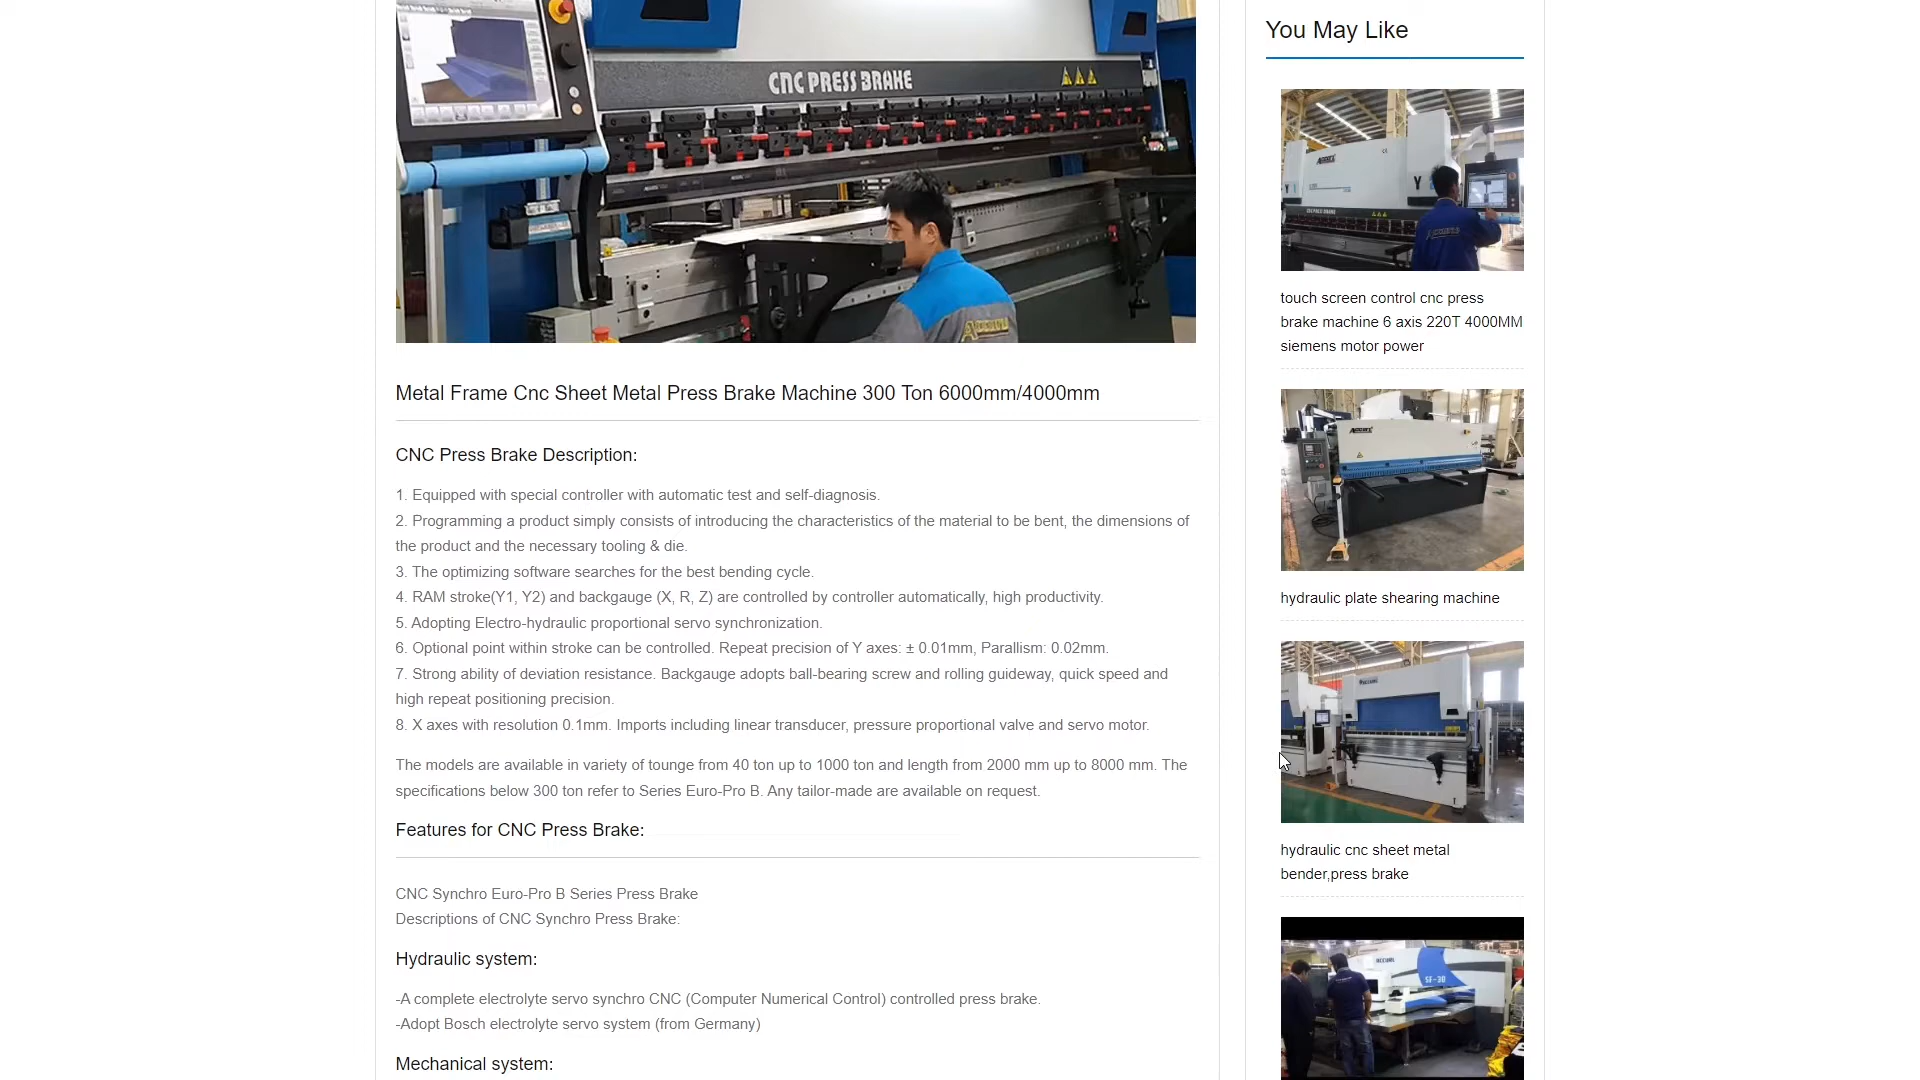 CNC PRESS BRAKE
ACCURL
Metal Frame Cnc Sheet Metal Press Brake Machine 300 Ton 6000mm/4000mm
CNC Press Brake Description:
1. Equipped with special controller with automatic test and self-diagnosis.
2. Programming a product simply consists of introducing the characteristics of the material to be bent, the dimensions of
the product and the necessary tooling & die.
3. The optimizing software searches for the best bending cycle.
4. RAM stroke(Y1, Y2) and backgauge (X, R, Z) are controlled by controller automatically, high productivity.
5. Adopting Electro-hydraulic proportional servo synchronization.
6. Optional point within stroke can be controlled. Repeat precision of Y axes: ± 0.01mm, Parallism: 0.02mm.
7. Strong ability of deviation resistance. Backgauge adopts ball-bearing screw and rolling guideway, quick speed and
high repeat positioning precision.
8. X axes with resolution 0.1mm. Imports including linear transducer, pressure proportional valve and servo motor.
The models are available in variety of tounge from 40 ton up to 1000 ton and length from 2000 mm up to 8000 mm. The
specifications below 300 ton refer to Series Euro-Pro B. Any tailor-made are available on request.
Features for CNC Press Brake:
CNC Synchro Euro-Pro B Series Press Brake
Descriptions of CNC Synchro Press Brake:
Hydraulic system:
-A complete electrolyte servo synchro CNC (Computer Numerical Control) controlled press brake.
-Adopt Bosch electrolyte servo system (from Germany)
Mechanical system:
You May Like
ACCURL
CNC PRESS BRAKE
touch screen control cnc press
brake machine 6 axis 220T 4000MM
siemens motor power
ACCURL
hydraulic plate shearing machine
ACCURL
hydraulic cnc sheet metal
bender,press brake
ACCURL
SF-30